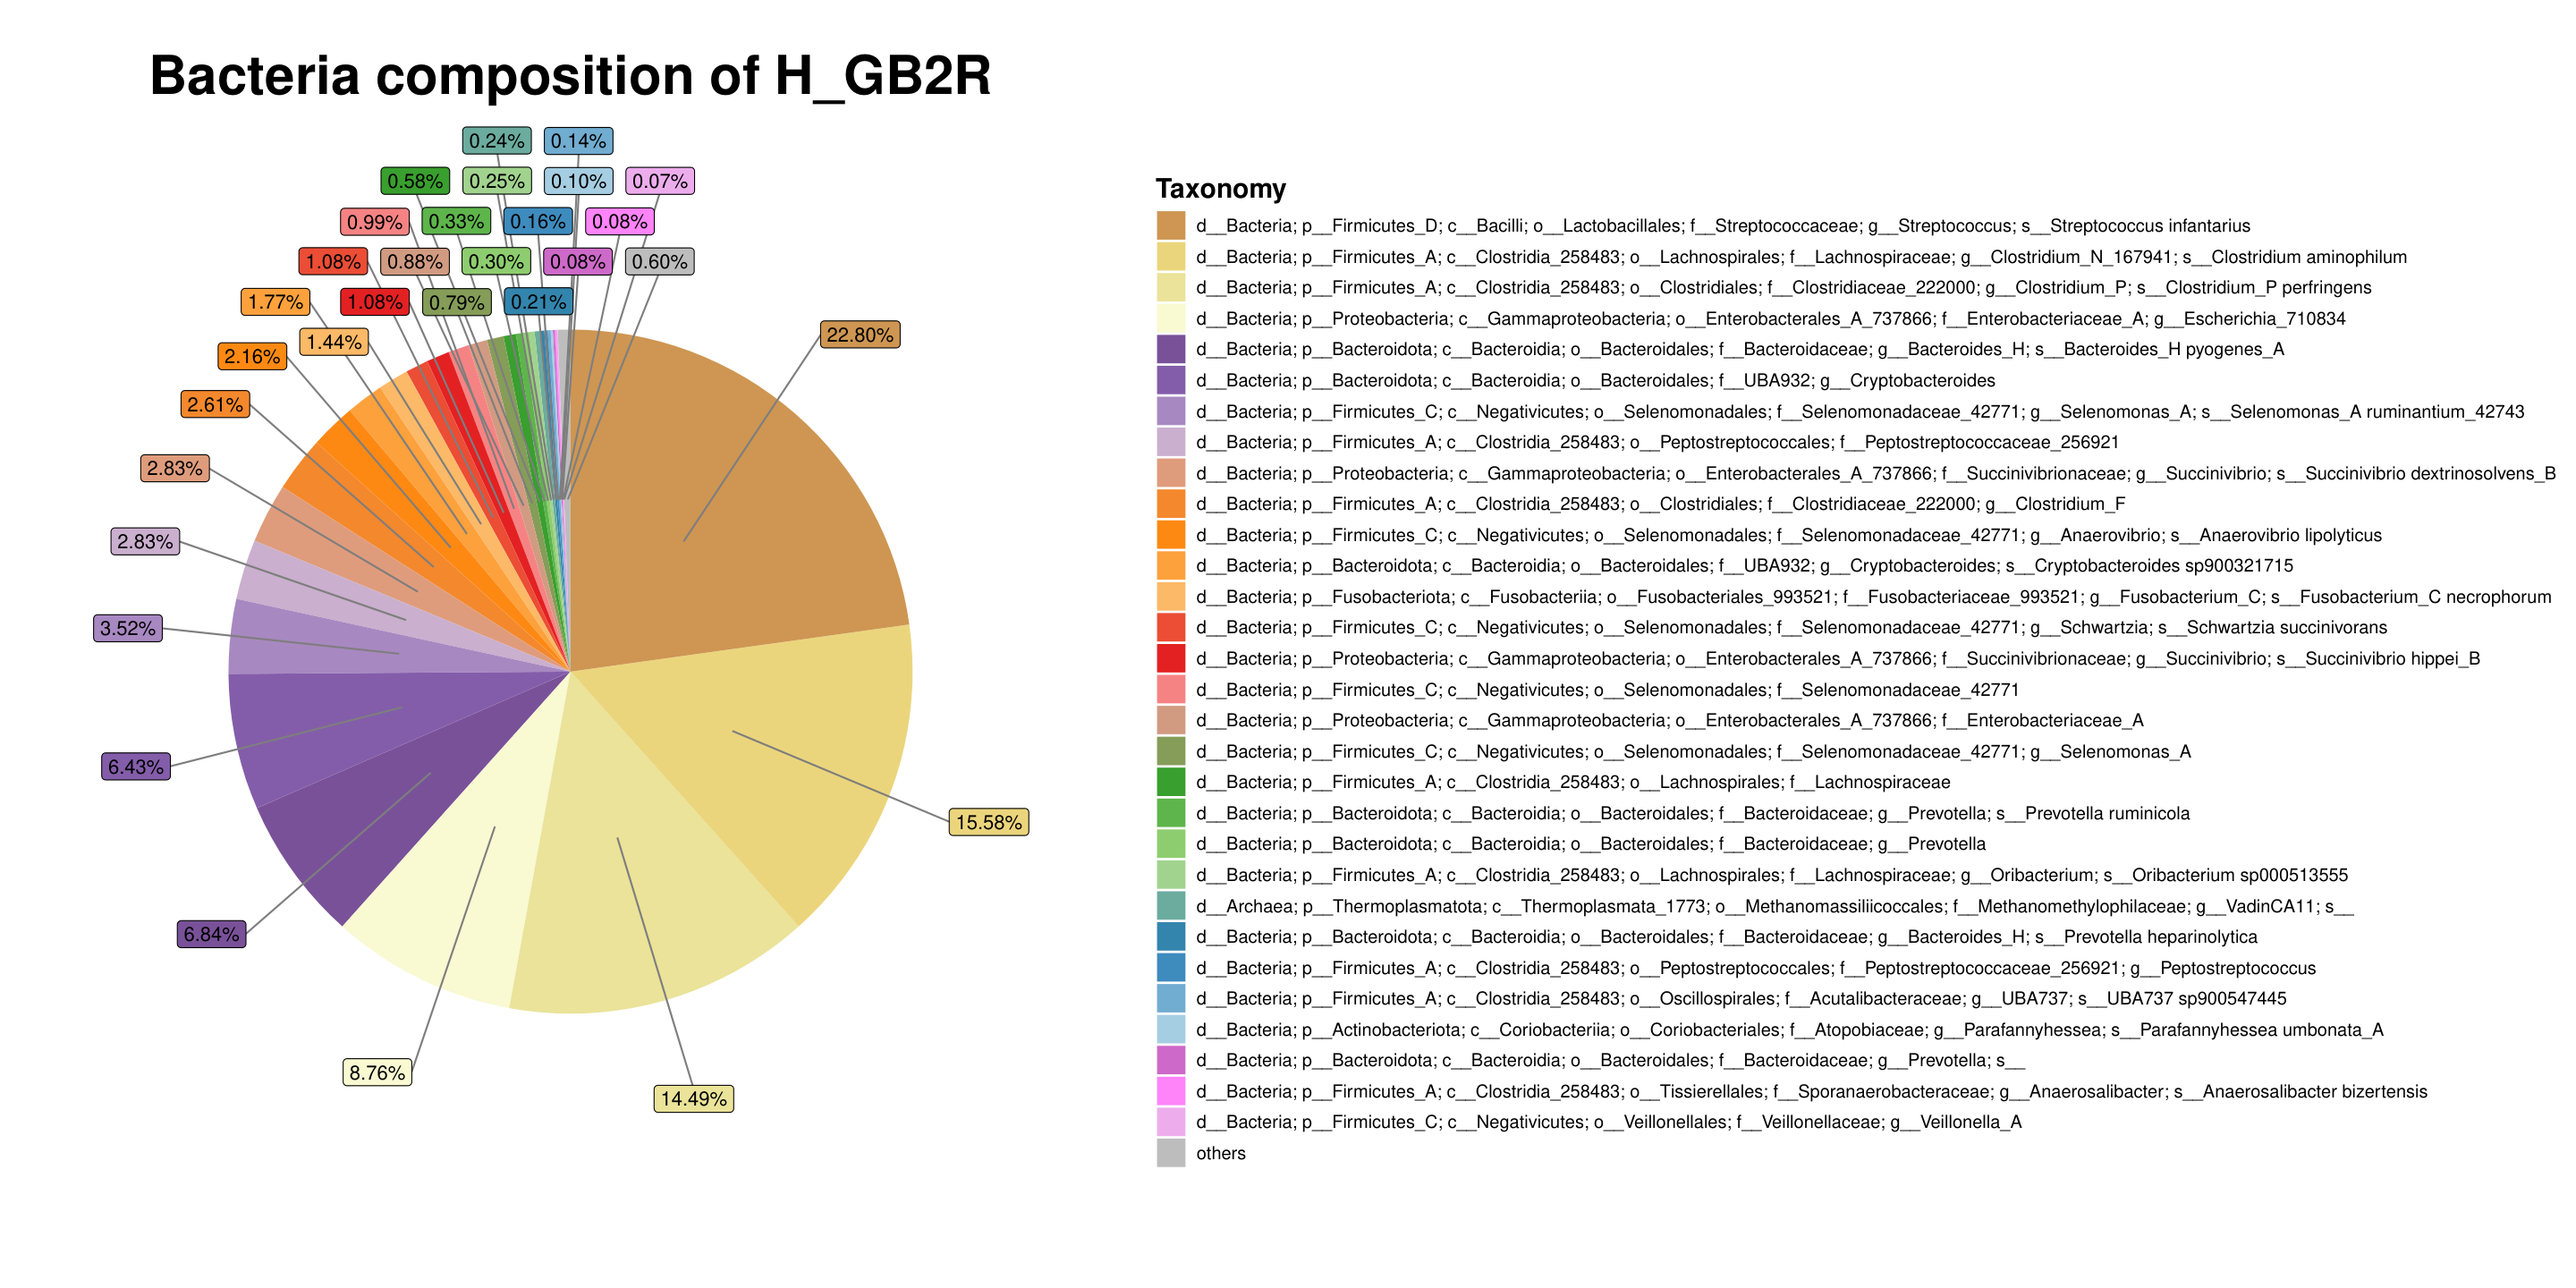 Bacteria composition of H_GB2R
0.24%
0.14%
0.58%
0.25%
0.10%
0.07%
0.99%
0.33%
0.16%
0.08%
1.08%
0.88%
0.30%
0.08%
0.60%
1.77%
1.08%
0.79%
0.21%
1.44%
22.80%
2.16%
2.61%
2.83%
2.83%
3.52%
6.43%
15.58%
6.84%
8.76%
14.49%
Taxonomy
d__Bacteria; p__Firmicutes_D; c__Bacilli; o__Lactobacillales; f__Streptococcaceae; g__Streptococcus; s__Streptococcus infantarius
d__Bacteria; p__Firmicutes_A; c__Clostridia_258483; o__Lachnospirales; f__Lachnospiraceae; g__Clostridium_N_167941; s__Clostridium aminophilum
d__Bacteria; p__Firmicutes_A; c__Clostridia_258483; o__Clostridiales; f__Clostridiaceae_222000; g__Clostridium_P; s__Clostridium_P perfringens
d__Bacteria; p__Proteobacteria; c__Gammaproteobacteria; o__Enterobacterales_A_737866; f__Enterobacteriaceae_A; g__Escherichia_710834
d__Bacteria; p__Bacteroidota; c__Bacteroidia; o__Bacteroidales; f__Bacteroidaceae; g__Bacteroides_H; s__Bacteroides_H pyogenes_A
d__Bacteria; p__Bacteroidota; c__Bacteroidia; o__Bacteroidales; f__UBA932; g__Cryptobacteroides
d__Bacteria; p__Firmicutes_C; c__Negativicutes; o__Selenomonadales; f__Selenomonadaceae_42771; g__Selenomonas_A; s__Selenomonas_A ruminantium_42743
d__Bacteria; p__Firmicutes_A; c__Clostridia_258483; o__Peptostreptococcales; f__Peptostreptococcaceae_256921
d__Bacteria; p__Proteobacteria; c__Gammaproteobacteria; o__Enterobacterales_A_737866; f__Succinivibrionaceae; g__Succinivibrio; s__Succinivibrio dextrinosolvens_B
d__Bacteria; p__Firmicutes_A; c__Clostridia_258483; o__Clostridiales; f__Clostridiaceae_222000; g__Clostridium_F
d__Bacteria; p__Firmicutes_C; c__Negativicutes; o__Selenomonadales; f__Selenomonadaceae_42771; g__Anaerovibrio; s__Anaerovibrio lipolyticus
d__Bacteria; p__Bacteroidota; c__Bacteroidia; o__Bacteroidales; f__UBA932; g__Cryptobacteroides; s__Cryptobacteroides sp900321715
d__Bacteria; p__Fusobacteriota; c__Fusobacteriia; o__Fusobacteriales_993521; f__Fusobacteriaceae_993521; g__Fusobacterium_C; s__Fusobacterium_C necrophorum
d__Bacteria; p__Firmicutes_C; c__Negativicutes; o__Selenomonadales; f__Selenomonadaceae_42771; g__Schwartzia; s__Schwartzia succinivorans
d__Bacteria; p__Proteobacteria; c__Gammaproteobacteria; o__Enterobacterales_A_737866; f__Succinivibrionaceae; g__Succinivibrio; s__Succinivibrio hippei_B
d__Bacteria; p__Firmicutes_C; c__Negativicutes; o__Selenomonadales; f__Selenomonadaceae_42771
d__Bacteria; p__Proteobacteria; c__Gammaproteobacteria; o__Enterobacterales_A_737866; f__Enterobacteriaceae_A
d__Bacteria; p__Firmicutes_C; c__Negativicutes; o__Selenomonadales; f__Selenomonadaceae_42771; g__Selenomonas_A
d__Bacteria; p__Firmicutes_A; c__Clostridia_258483; o__Lachnospirales; f__Lachnospiraceae
d__Bacteria; p__Bacteroidota; c__Bacteroidia; o__Bacteroidales; f__Bacteroidaceae; g__Prevotella; s__Prevotella ruminicola
d__Bacteria; p__Bacteroidota; c__Bacteroidia; o__Bacteroidales; f__Bacteroidaceae; g__Prevotella
d__Bacteria; p__Firmicutes_A; c__Clostridia_258483; o__Lachnospirales; f__Lachnospiraceae; g__Oribacterium; s__Oribacterium sp000513555
d__Archaea; p__Thermoplasmatota; c__Thermoplasmata_1773; o__Methanomassiliicoccales; f__Methanomethylophilaceae; g__VadinCA11; s__
d__Bacteria; p__Bacteroidota; c__Bacteroidia; o__Bacteroidales; f__Bacteroidaceae; g__Bacteroides_H; s__Prevotella heparinolytica
d__Bacteria; p__Firmicutes_A; c__Clostridia_258483; o__Peptostreptococcales; f__Peptostreptococcaceae_256921; g__Peptostreptococcus
d__Bacteria; p__Firmicutes_A; c__Clostridia_258483; o__Oscillospirales; f__Acutalibacteraceae; g__UBA737; s__UBA737 sp900547445
d__Bacteria; p__Actinobacteriota; c__Coriobacteriia; o__Coriobacteriales; f__Atopobiaceae; g__Parafannyhessea; s__Parafannyhessea umbonata_A
d__Bacteria; p__Bacteroidota; c__Bacteroidia; o__Bacteroidales; f__Bacteroidaceae; g__Prevotella; s__
d__Bacteria; p__Firmicutes_A; c__Clostridia_258483; o__Tissierellales; f__Sporanaerobacteraceae; g__Anaerosalibacter; s__Anaerosalibacter bizertensis
d__Bacteria; p__Firmicutes_C; c__Negativicutes; o__Veillonellales; f__Veillonellaceae; g__Veillonella_A
others